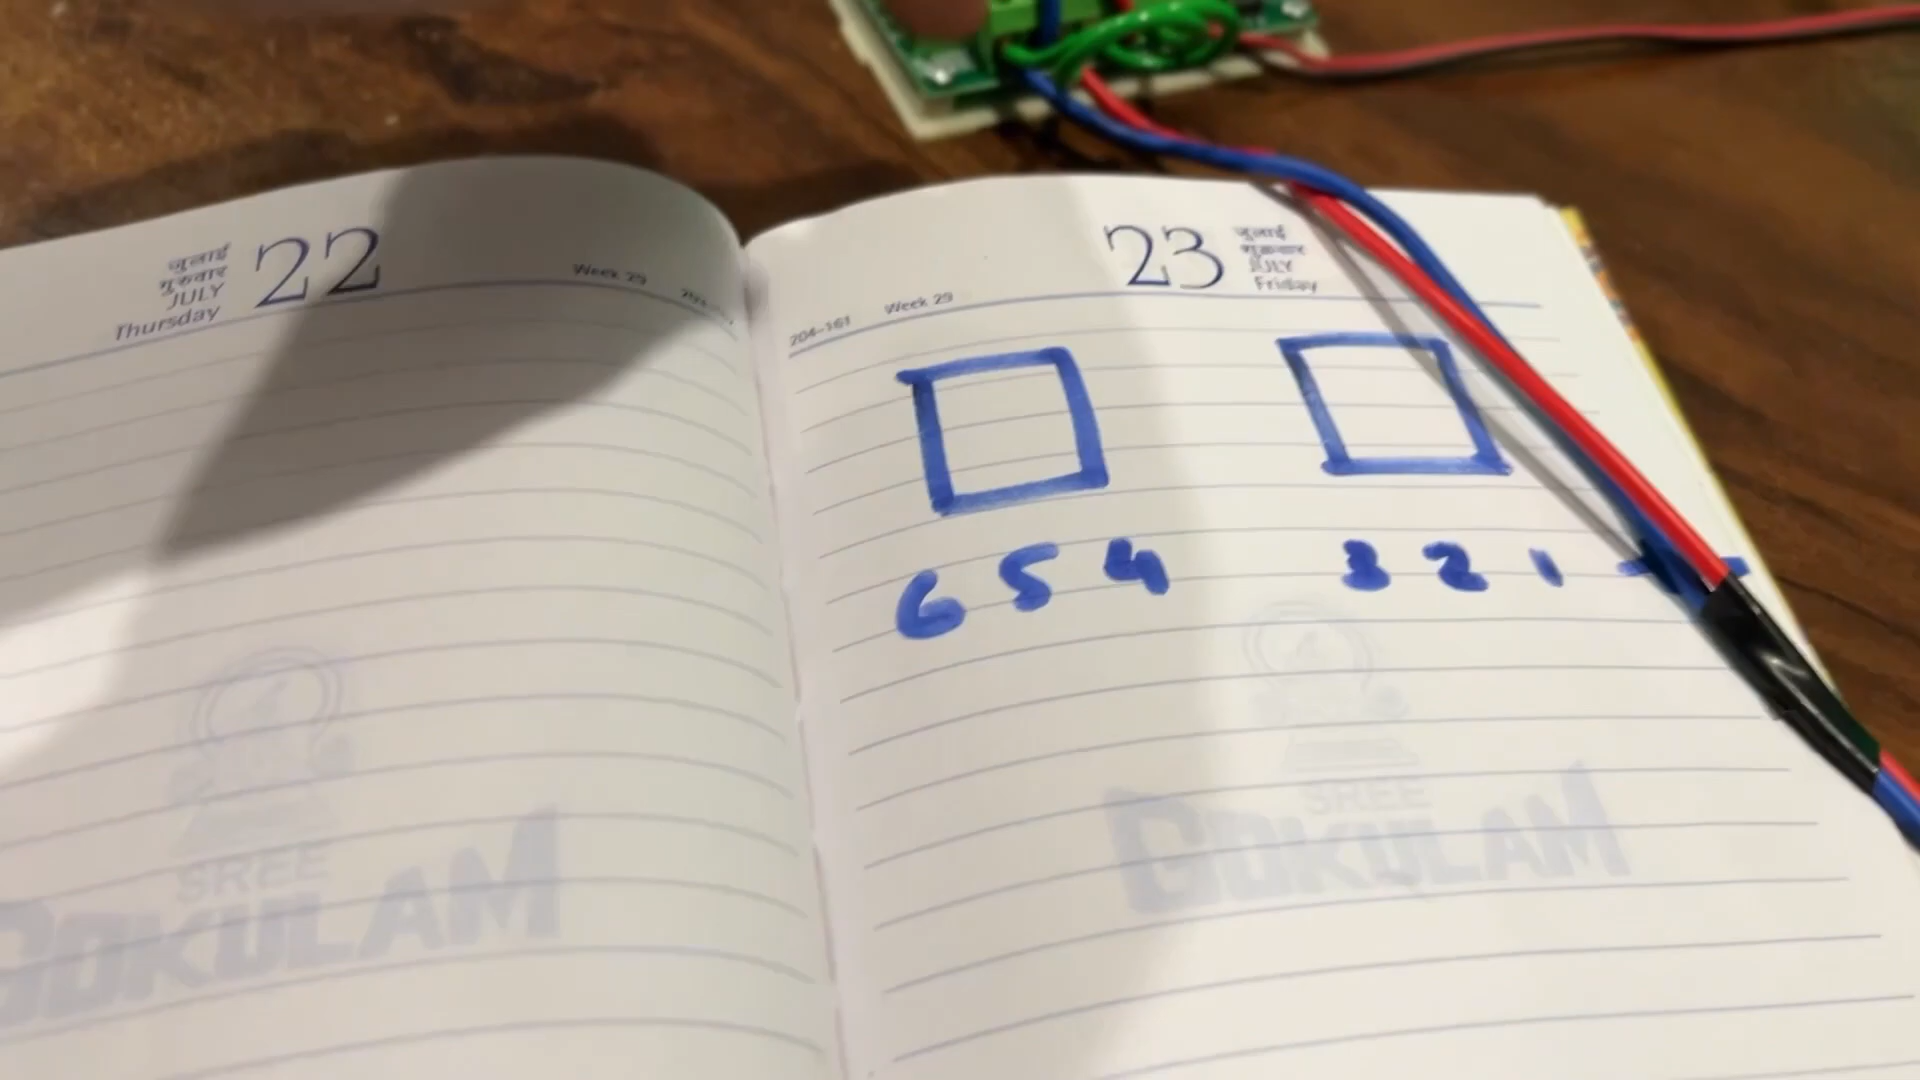 जुलाई
गुरुवार
JULY
Thursday
22
Week 29
SREE
GOKULAM
23
जुलाई
शुक्रवार
JULY
Friday
204-161
Week 29
6 5 4 3 2 1
SREE
GOKULAM